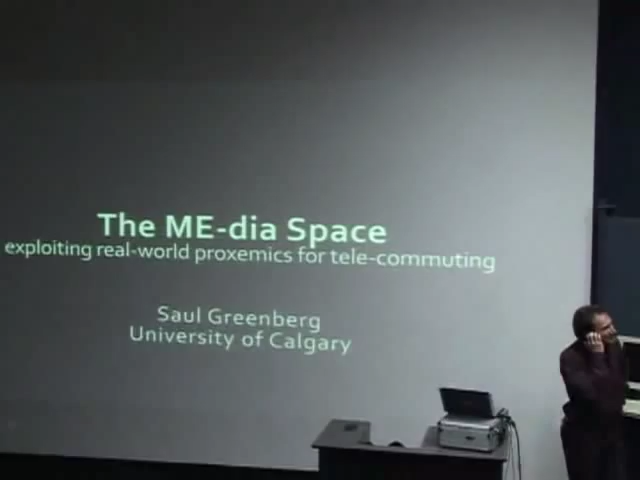 The ME-dia Space
exploiting real-world proxemics for tele-commuting
Saul Greenberg
University of Calgary